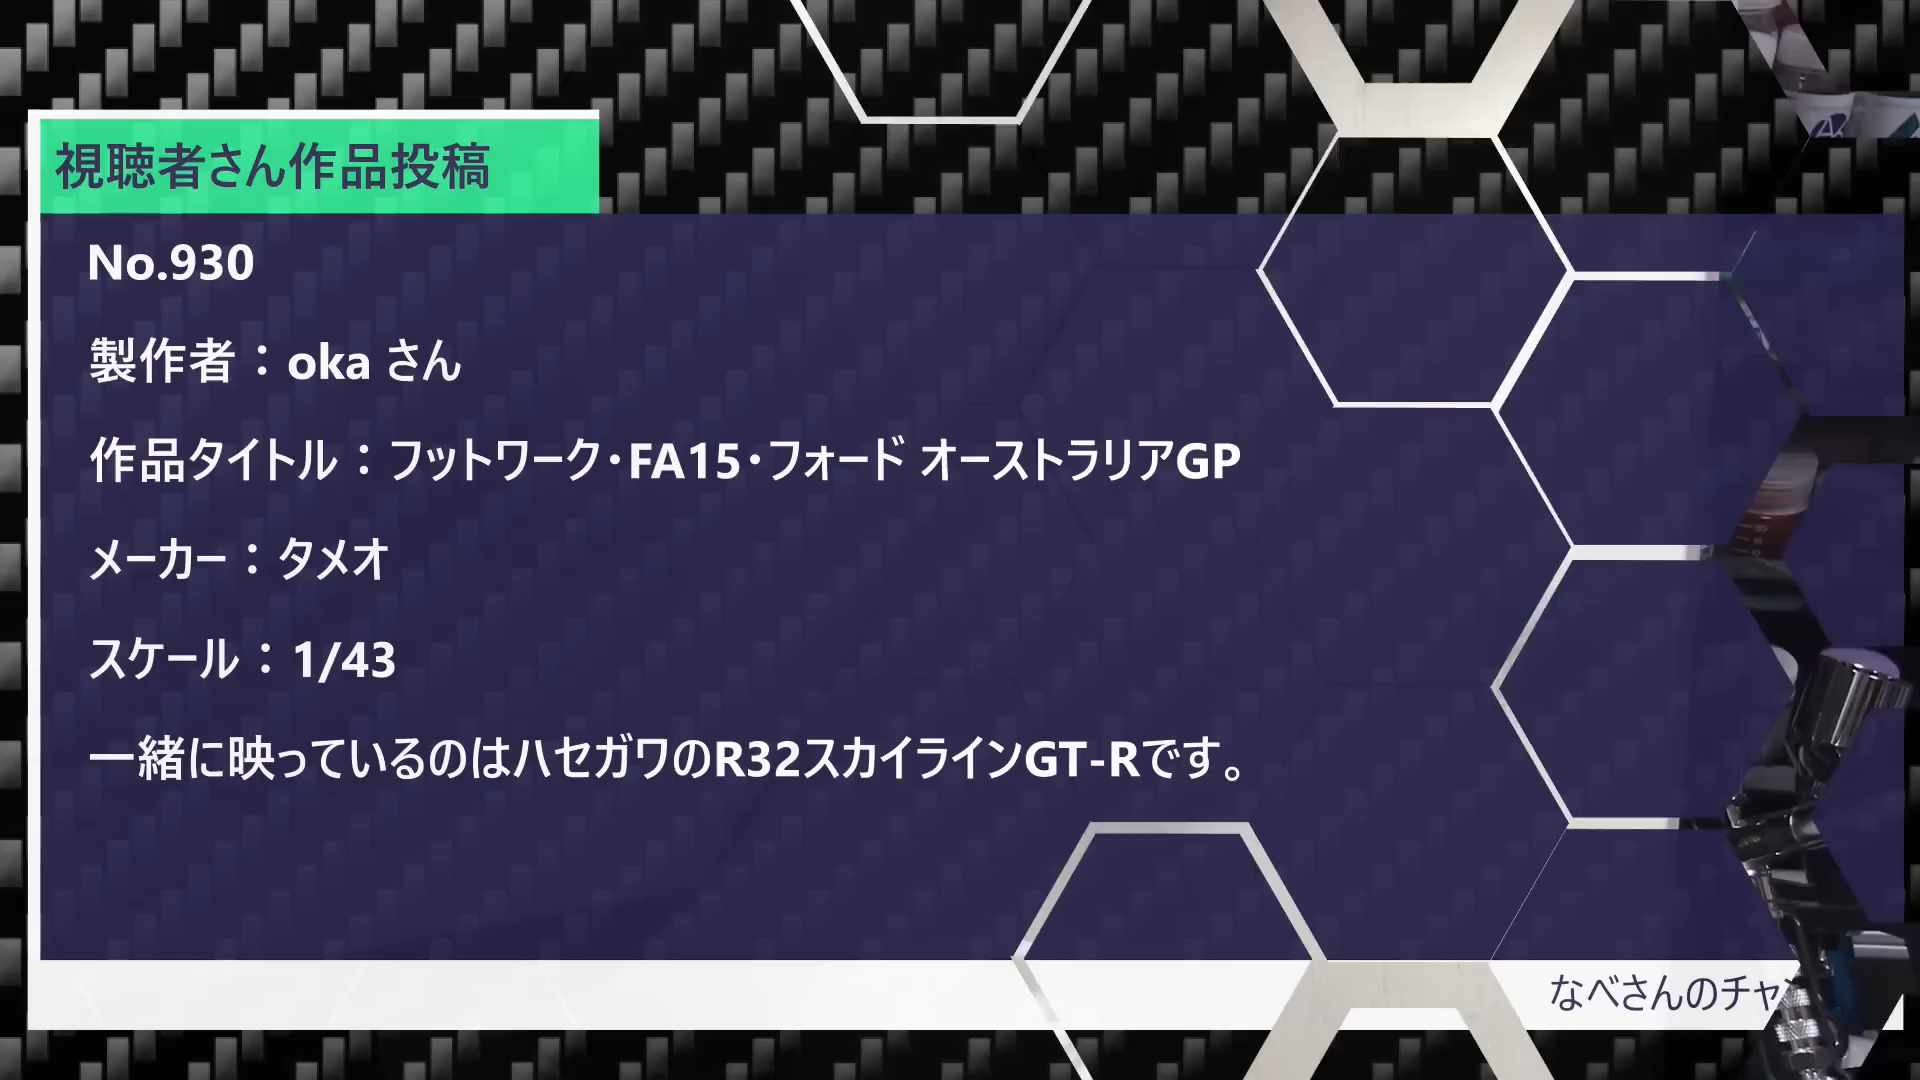 視聴者さん作品投稿
No.930
製作者：oka さん
作品タイトル：フットワーク・FA15・フォード オーストラリアGP
メーカー：タメオ
スケール：1/43
一緒に映っているのはハセガワのR32スカイラインGT-Rです。
なべさんのチャ